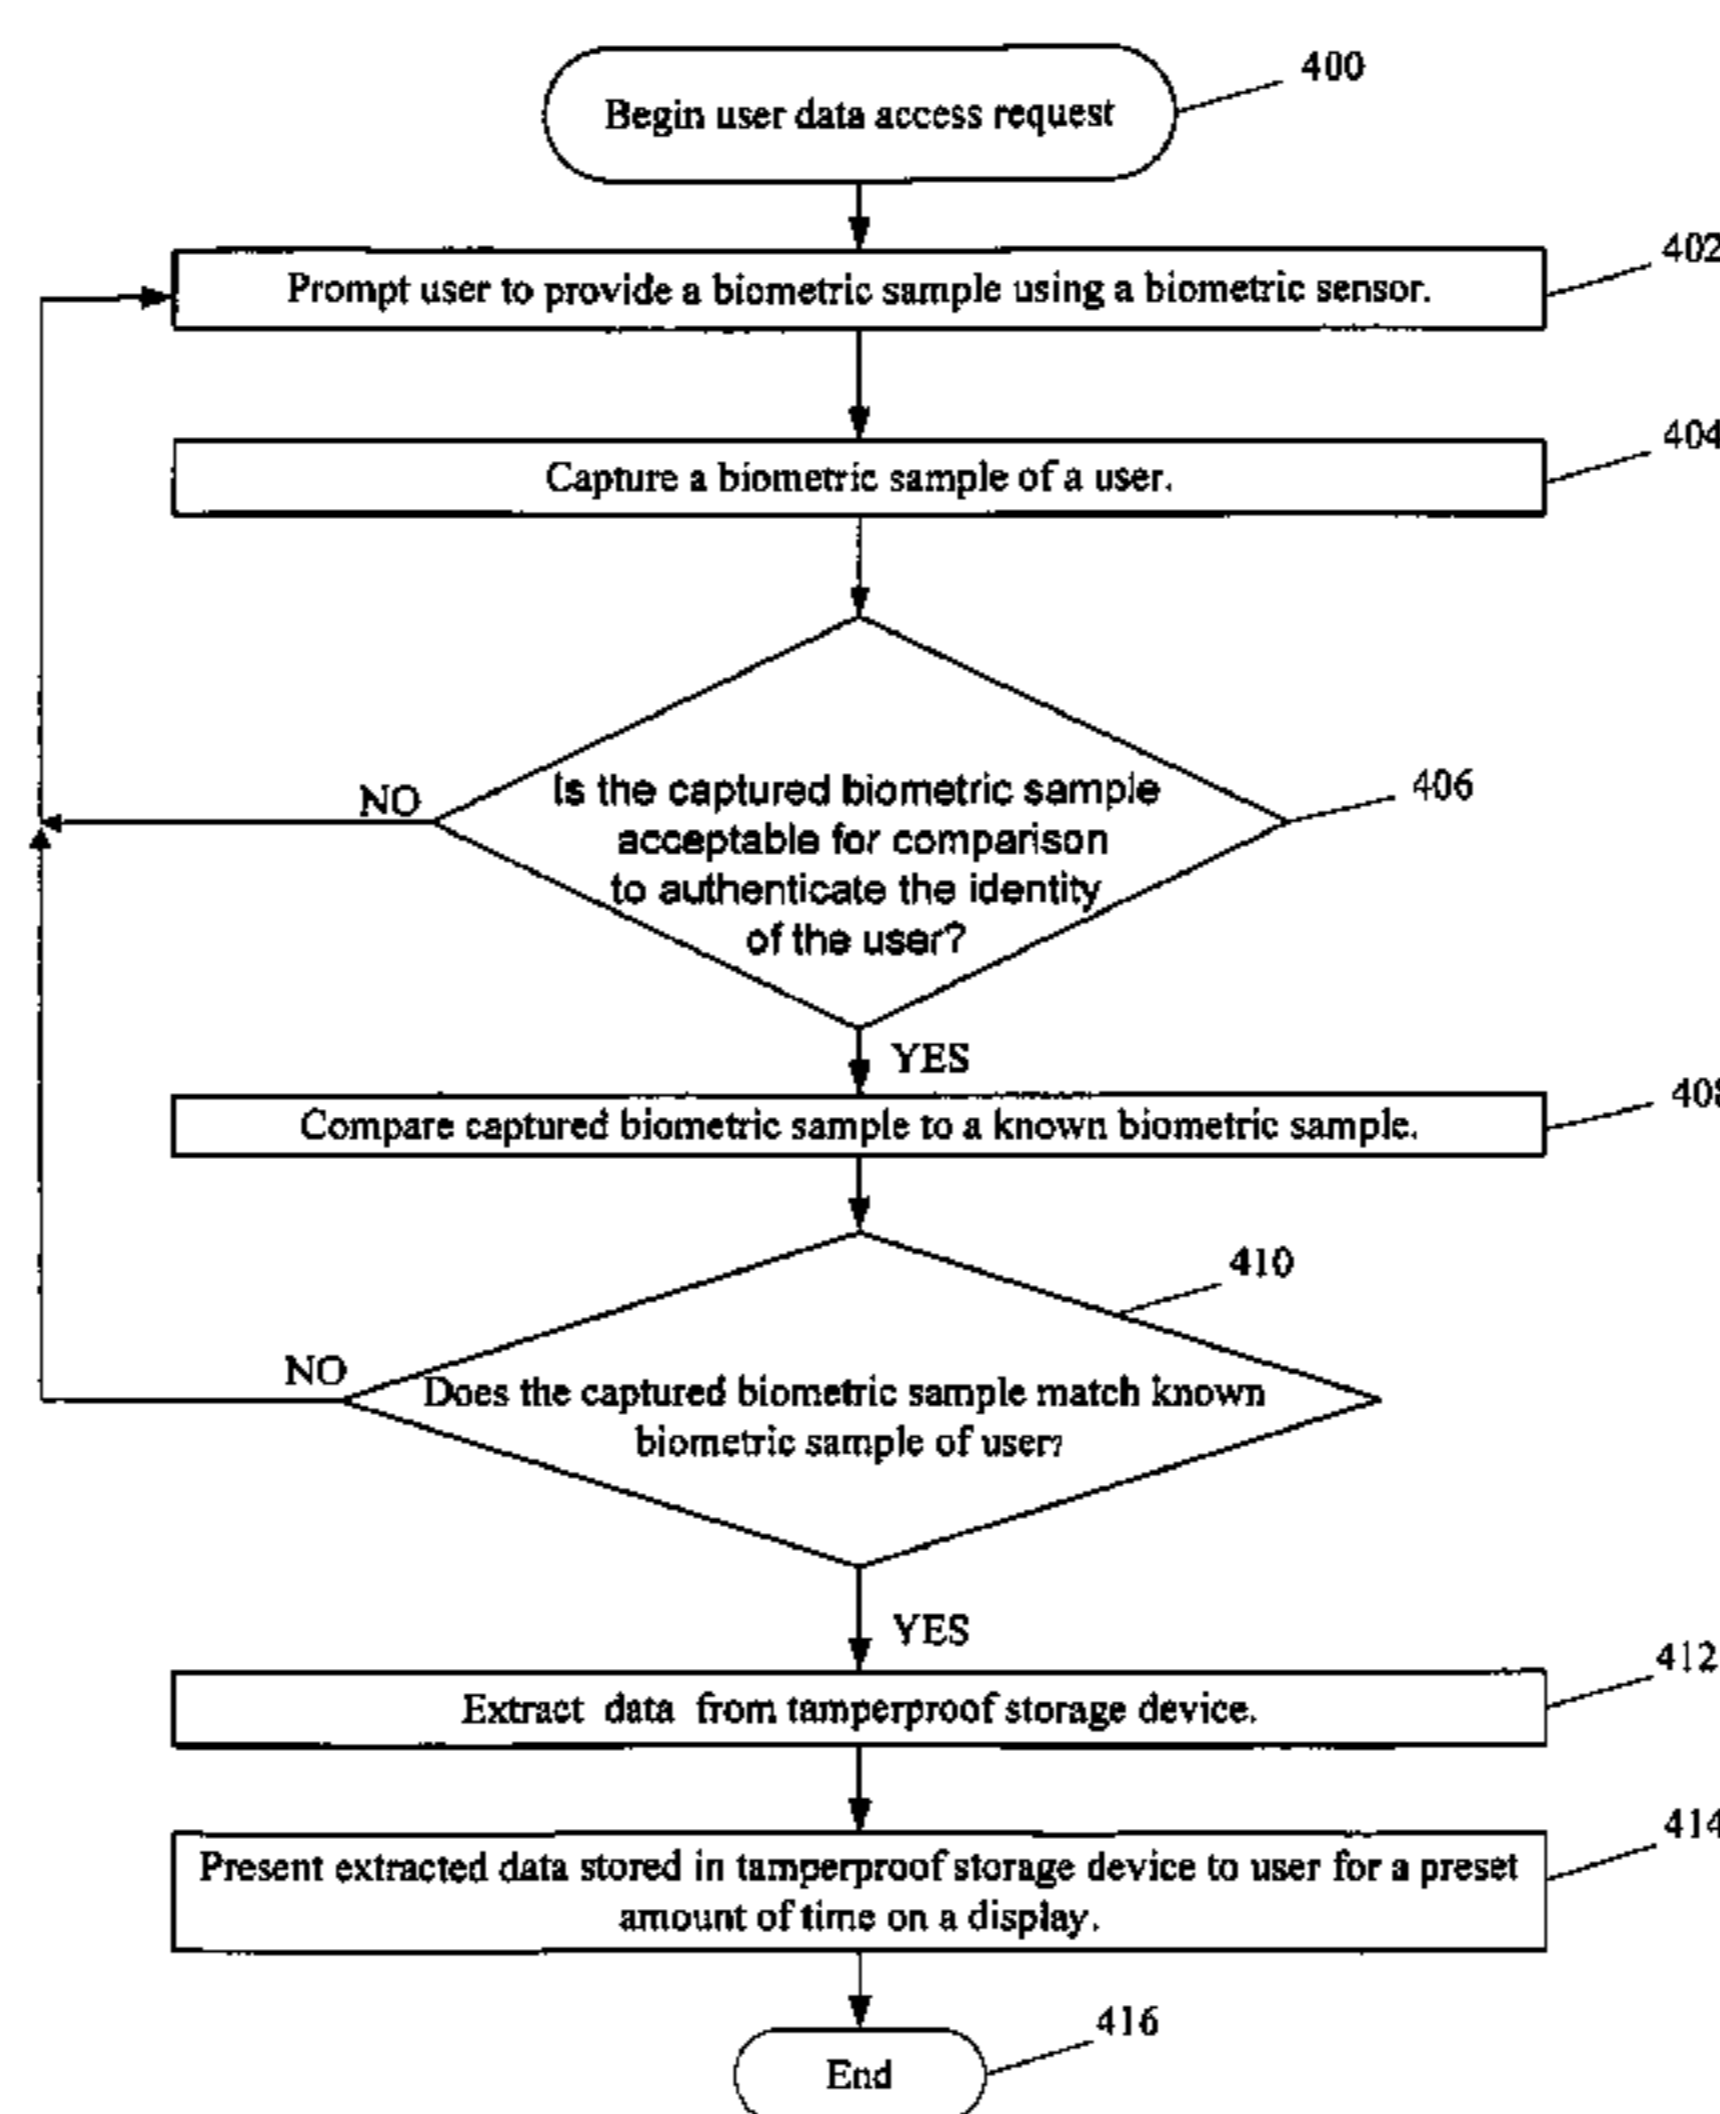 Begin user data access request
400
Prompt user to provide a biometric sample using a biometric sensor.
402
Capture a biometric sample of a user.
404
Is the captured biometric sample
acceptable for comparison
to authenticate the identity
of the user?
406
NO
YES
Compare captured biometric sample to a known biometric sample.
408
Does the captured biometric sample match known
biometric sample of user?
410
NO
YES
Extract data from tamperproof storage device.
412
Present extracted data stored in tamperproof storage device to user for a preset
amount of time on a display.
414
End
416